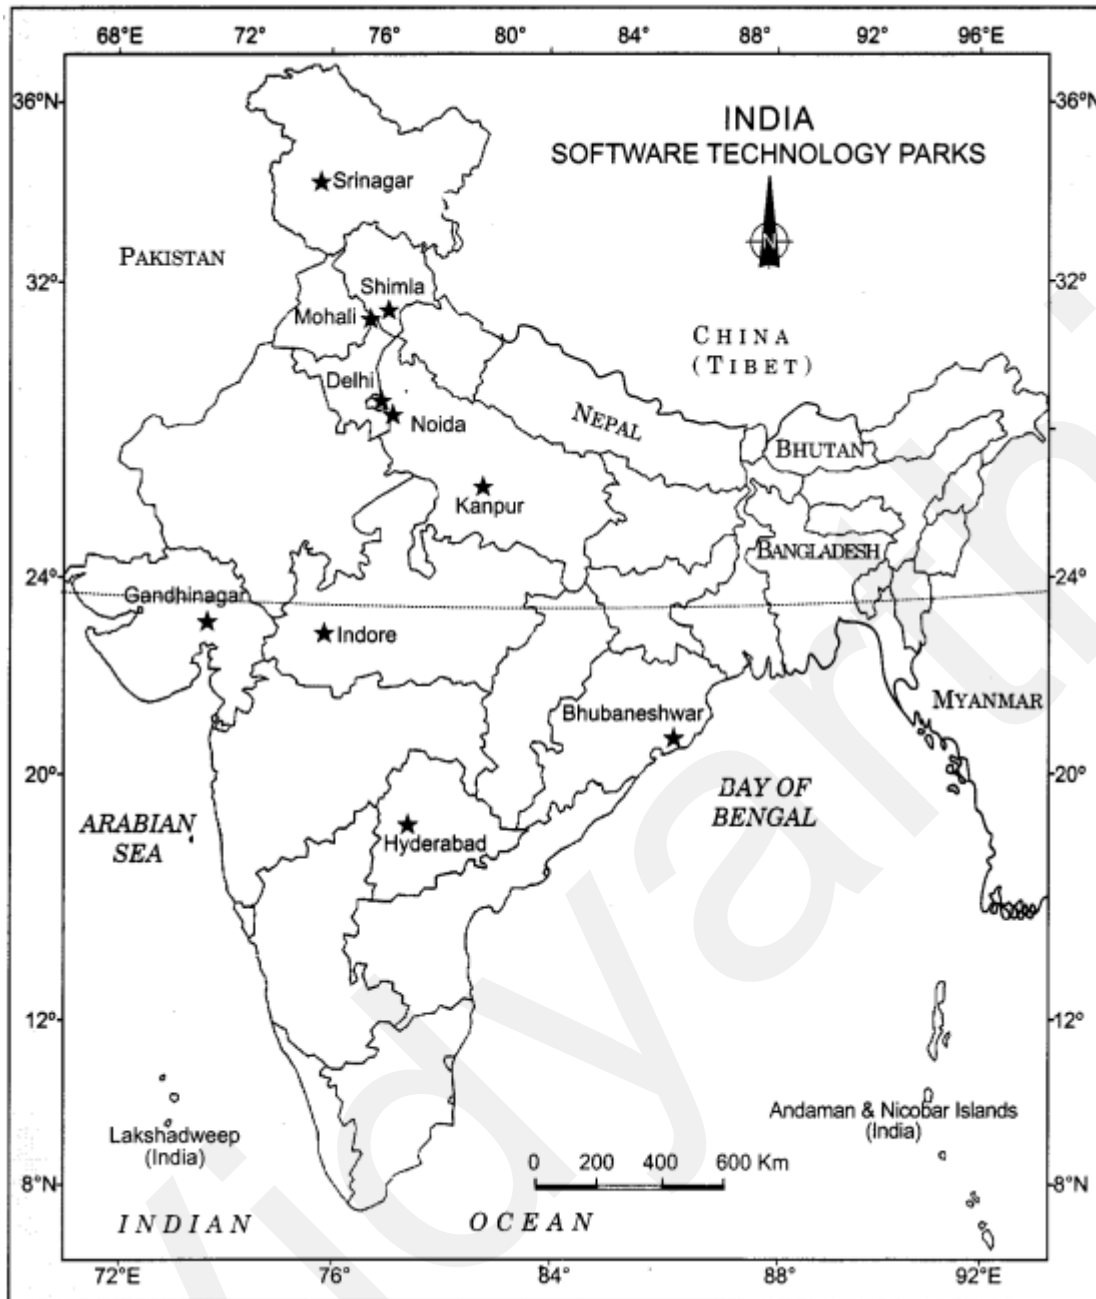 68°E 72° 76° 80° 84° 88° 92° 96°E
36°N 36°N
INDIA
SOFTWARE TECHNOLOGY PARKS
N
Srinagar
PAKISTAN
32° 32°
Shimla
Mohali
CHINA
(TIBET)
Delhi
Noida
NEPAL
BHUTAN
Kanpur
BANGLADESH
24° 24°
Gandhinagar
Indore
MYANMAR
Bhubaneshwar
20° 20°
BAY OF
BENGAL
ARABIAN
SEA
Hyderabad
12° 12°
Andaman & Nicobar Islands
(India)
Lakshadweep
(India)
0 200 400 600 Km
8°N 8°N
INDIAN OCEAN
72°E 76° 84° 88° 92°E